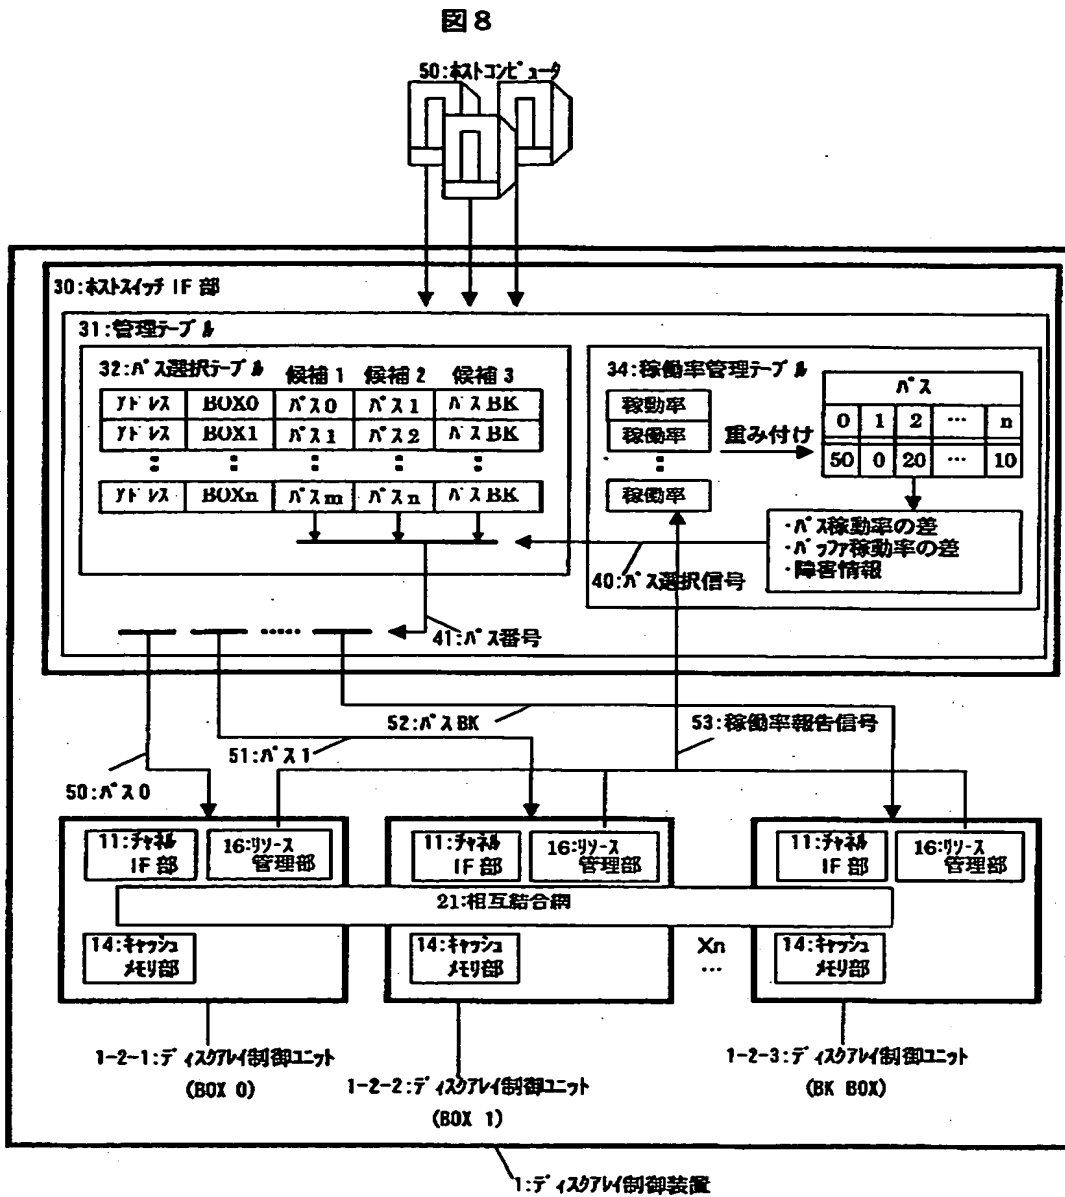 図8
50:ホストコンピュータ
30:ホストスイッチ IF 部
31:管理テーブル
32:パス選択テーブル 候補1 候補2 候補3
アドレス BOX0 パス0 パス1 パスBK
アドレス BOX1 パス1 パス2 パスBK
アドレス BOXn パスm パスn パスBK
34:稼働率管理テーブル
稼動率
稼働率
稼働率
重み付け
パス
0 1 2 … n
50 0 20 … 10
・パス稼動率の差
・バッファ稼動率の差
・障害情報
40:パス選択信号
41:パス番号
52:パスBK
53:稼働率報告信号
51:パス1
50:パス0
11:チャネル
IF部
16:リソース
管理部
11:チャネル
IF部
16:リソース
管理部
11:チャネル
IF部
16:リソース
管理部
21:相互結合網
14:キャッシュ
メモリ部
14:キャッシュ
メモリ部
Xn
…
14:キャッシュ
メモリ部
1-2-1:ディスクアレイ制御ユニット
(BOX 0)
1-2-2:ディスクアレイ制御ユニット
(BOX 1)
1-2-3:ディスクアレイ制御ユニット
(BK BOX)
1:ディスクアレイ制御装置